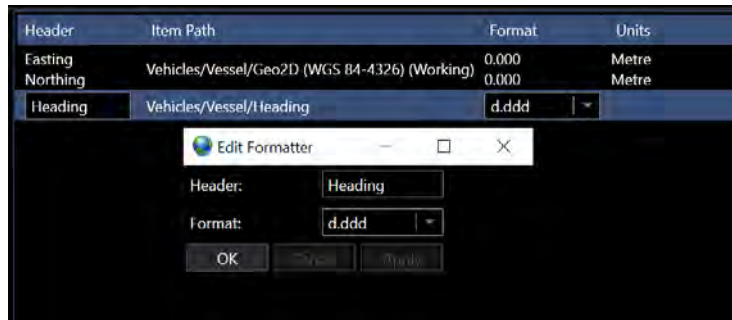 Header Item Path Format Units
Easting Vehicles/Vessel/Geo2D (WGS 84-4326) (Working) 0.000 Metre
Northing 0.000 Metre
Heading Vehicles/Vessel/Heading d.ddd
Edit Formatter
Header: Heading
Format: d.ddd
OK